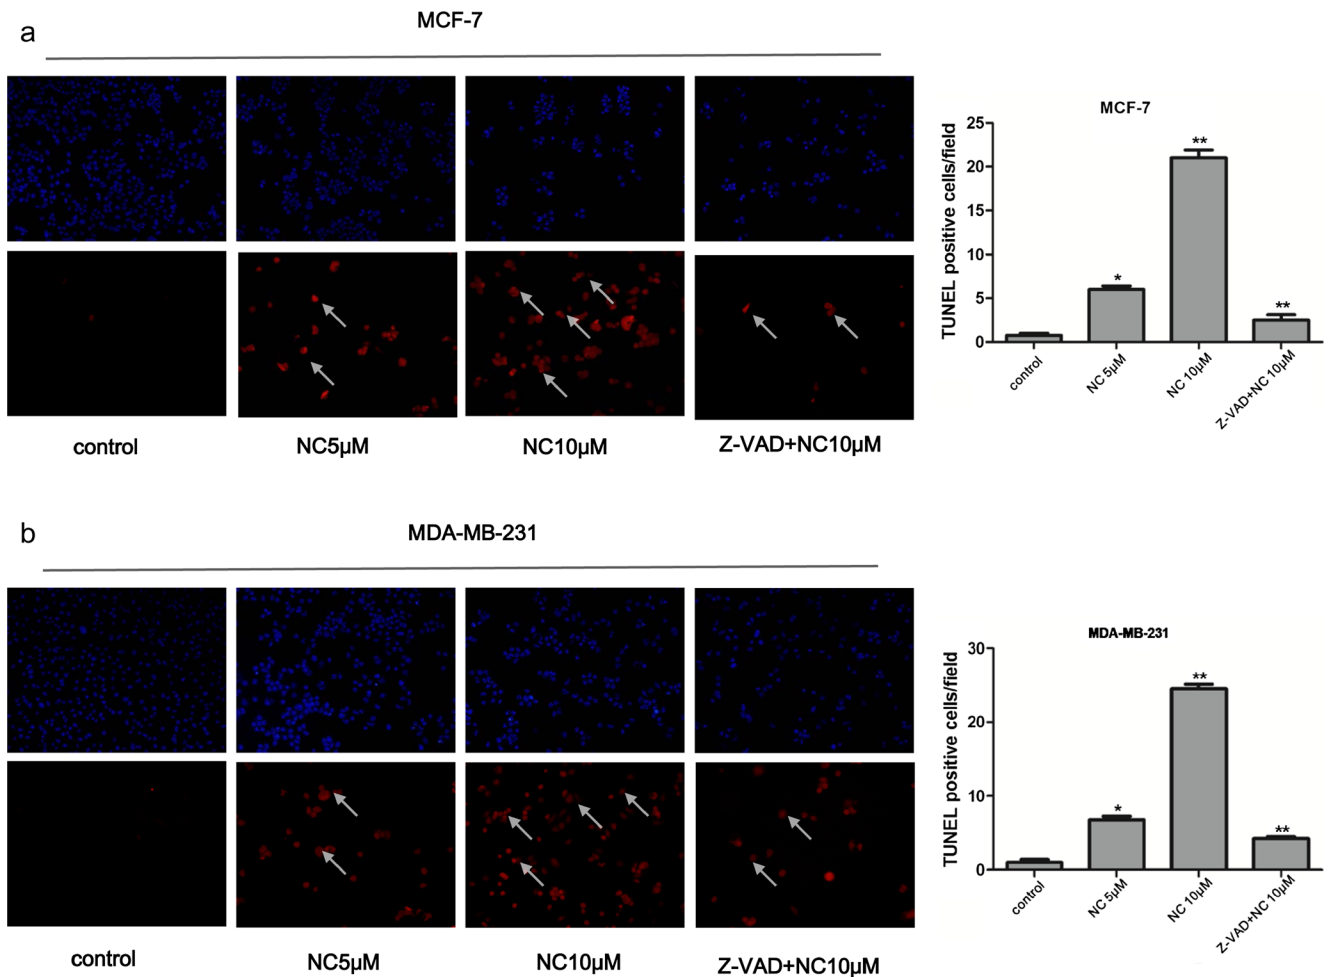 a
MCF-7
control
NC5μM
NC10μM
Z-VAD+NC10μM
MCF-7
TUNEL positive cells/field
25
20
15
10
5
0
*
**
**
control
NC 5μM
NC 10μM
Z-VAD+NC 10μM
b
MDA-MB-231
control
NC5μM
NC10μM
Z-VAD+NC10μM
MDA-MB-231
TUNEL positive cells/field
30
20
10
0
*
**
**
control
NC 5μM
NC 10μM
Z-VAD+NC 10μM